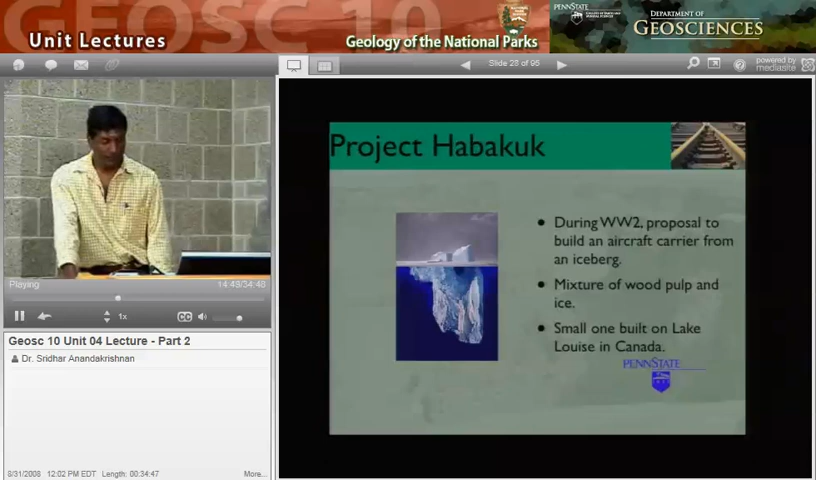 GEOSC 10
Unit Lectures
Geology of the National Parks
PENNSTATE
DEPARTMENT OF
GEOSCIENCES
Slide 28 of 95
powered by
mediasite
Project Habakuk
• During WW2, proposal to
build an aircraft carrier from
an iceberg.
• Mixture of wood pulp and
ice.
• Small one built on Lake
Louise in Canada.
PENNSTATE
Playing
14:49/34:48
1x
CC
Geosc 10 Unit 04 Lecture - Part 2
Dr. Sridhar Anandakrishnan
8/31/2008 12:02 PM EDT Length: 00:34:47
More...